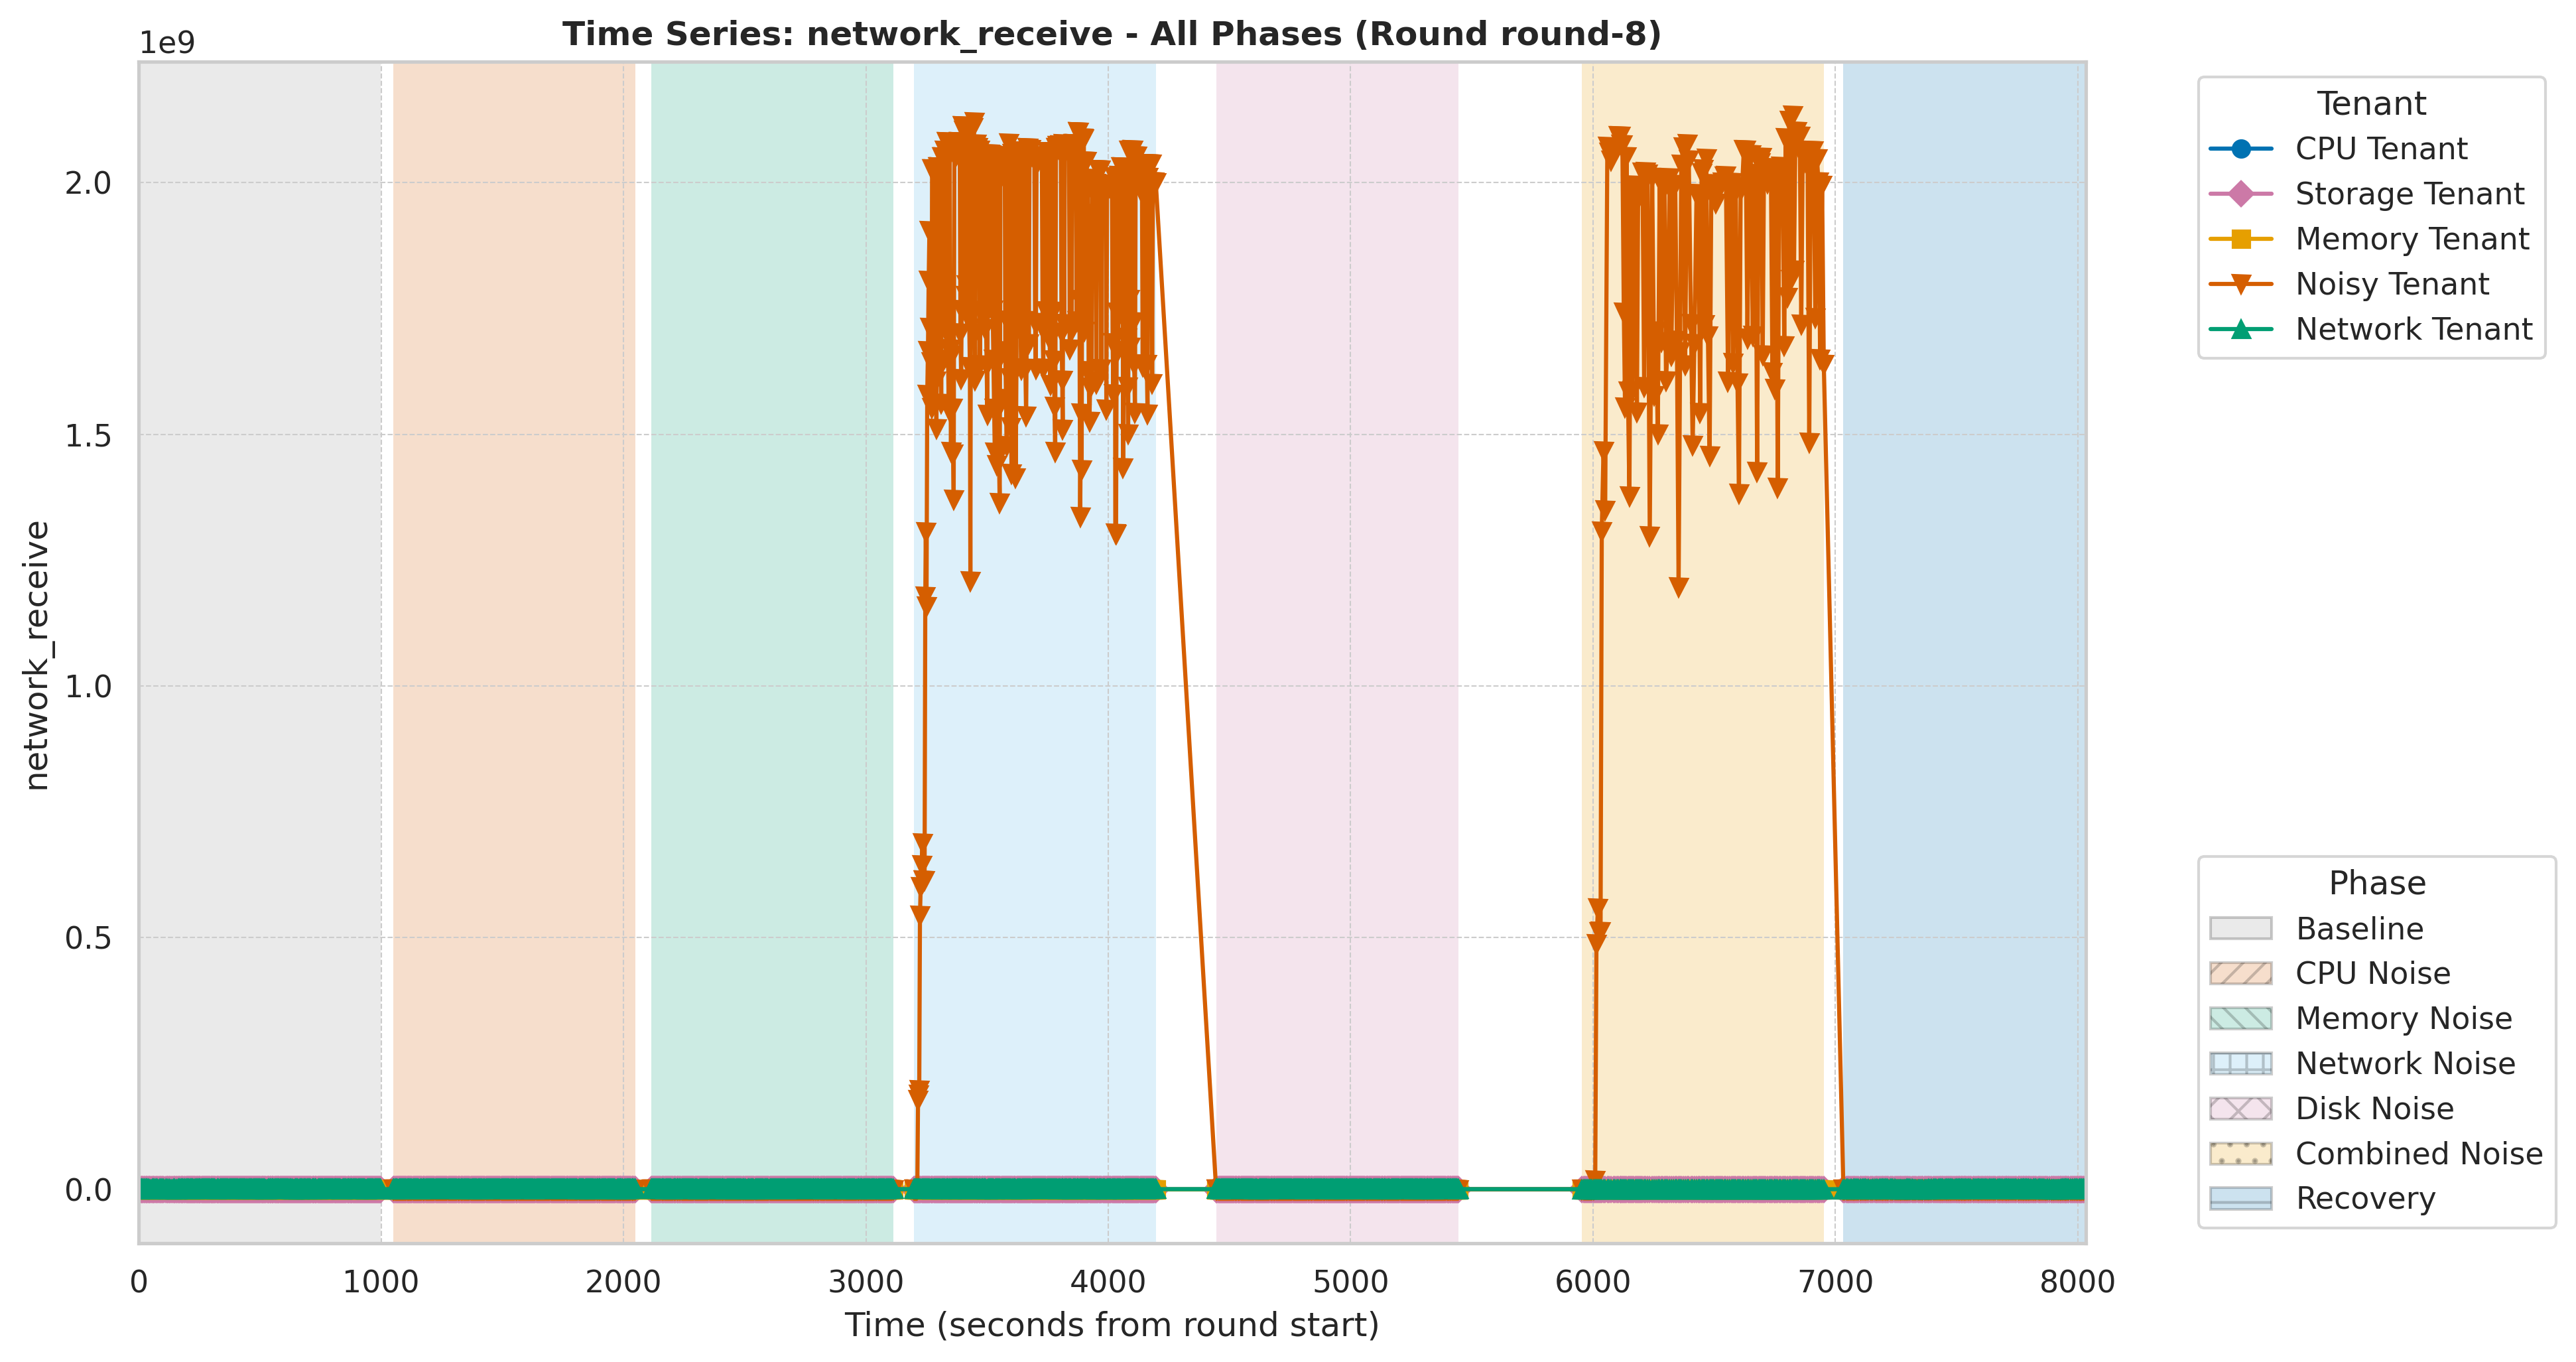 Time Series: network_receive - All Phases (Round round-8)
1e9
2.0
1.5
1.0
0.5
0.0
network_receive
0 1000 2000 3000 4000 5000 6000 7000 8000
Time (seconds from round start)
Tenant
CPU Tenant
Storage Tenant
Memory Tenant
Noisy Tenant
Network Tenant
Phase
Baseline
CPU Noise
Memory Noise
Network Noise
Disk Noise
Combined Noise
Recovery